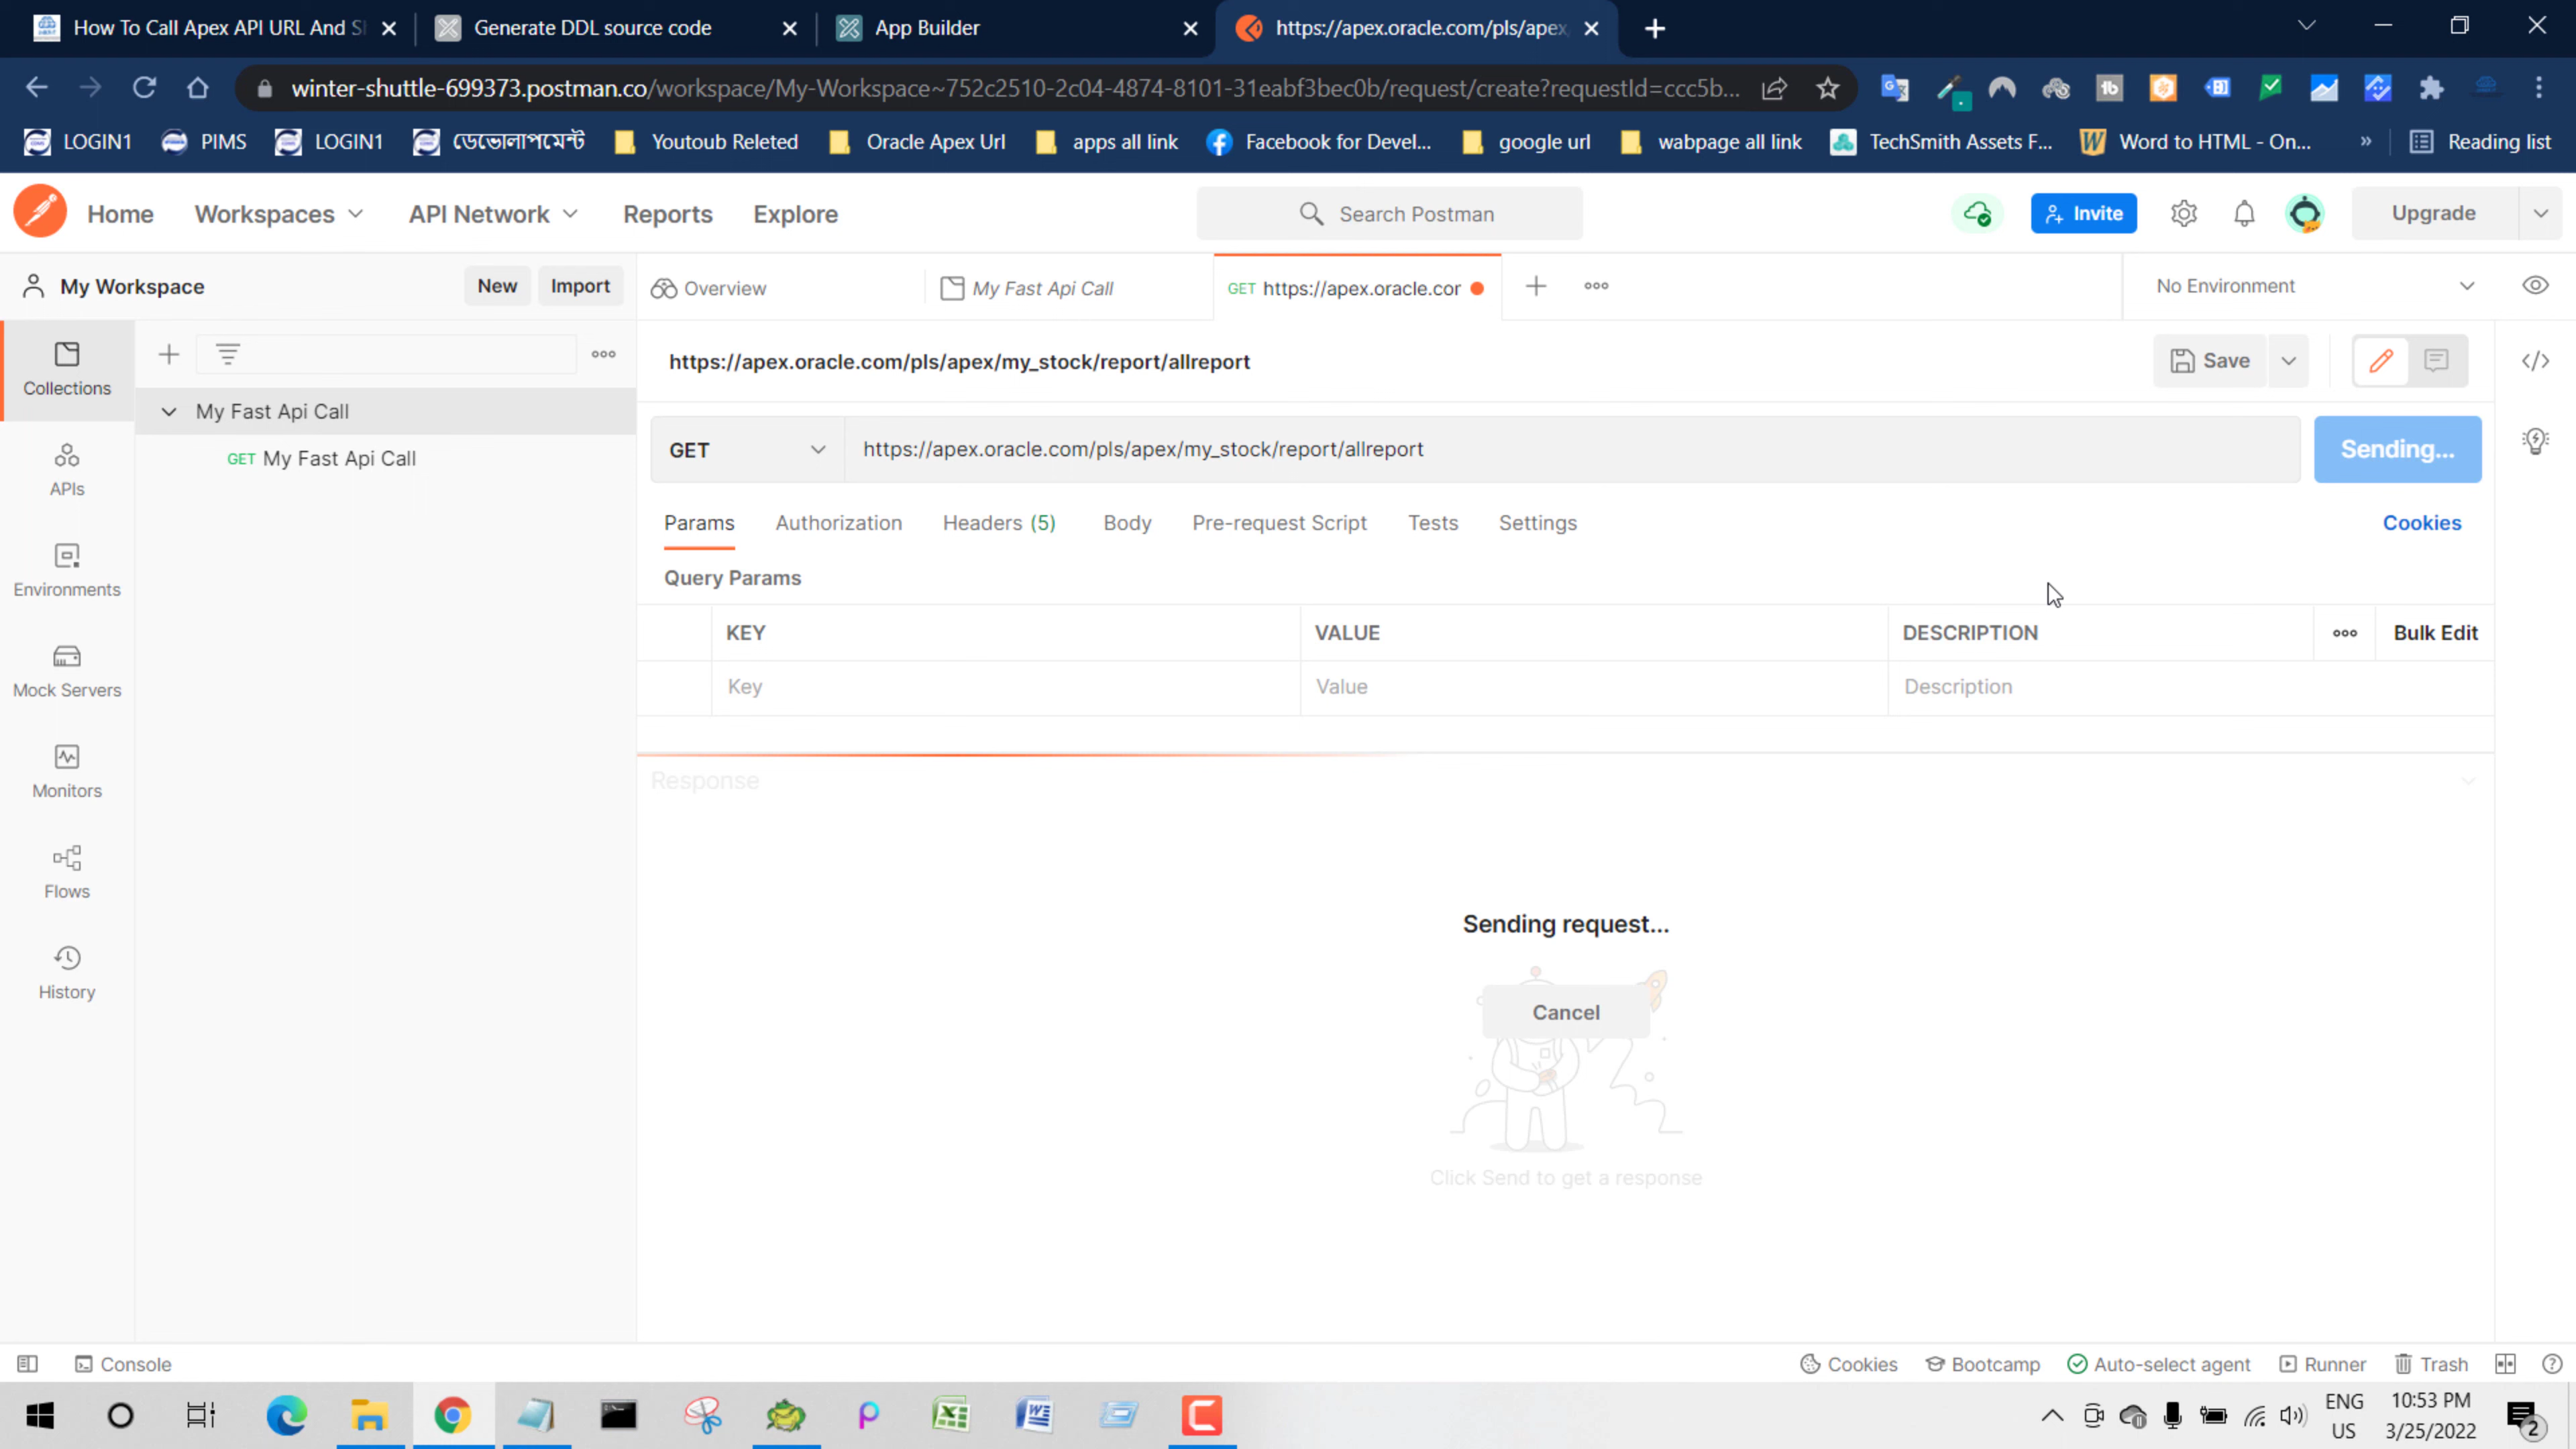 How To Call Apex API URL And S
Generate DDL source code
App Builder
https://apex.oracle.com/pls/apex
winter-shuttle-699373.postman.co/workspace/My-Workspace~752c2510-2c04-4874-8101-31eabf3bec0b/request/create?requestId=ccc5b...
LOGIN1
PIMS
LOGIN1
ডেভোলাপমেন্ট
Youtoub Releted
Oracle Apex Url
apps all link
Facebook for Devel...
google url
wabpage all link
TechSmith Assets F...
Word to HTML - On...
»
Reading list
Home
Workspaces
API Network
Reports
Explore
Search Postman
Invite
Upgrade
My Workspace
New
Import
Overview
My Fast Api Call
GET https://apex.oracle.cor
No Environment
Collections
https://apex.oracle.com/pls/apex/my_stock/report/allreport
Save
My Fast Api Call
GET My Fast Api Call
GET
https://apex.oracle.com/pls/apex/my_stock/report/allreport
Sending...
APIs
Params
Authorization
Headers (5)
Body
Pre-request Script
Tests
Settings
Cookies
Environments
Query Params
KEY
VALUE
DESCRIPTION
Bulk Edit
Key
Value
Description
Mock Servers
Response
Monitors
Flows
Sending request...
History
Cancel
Click Send to get a response
Console
Cookies
Bootcamp
Auto-select agent
Runner
Trash
ENG
US
10:53 PM
3/25/2022
2